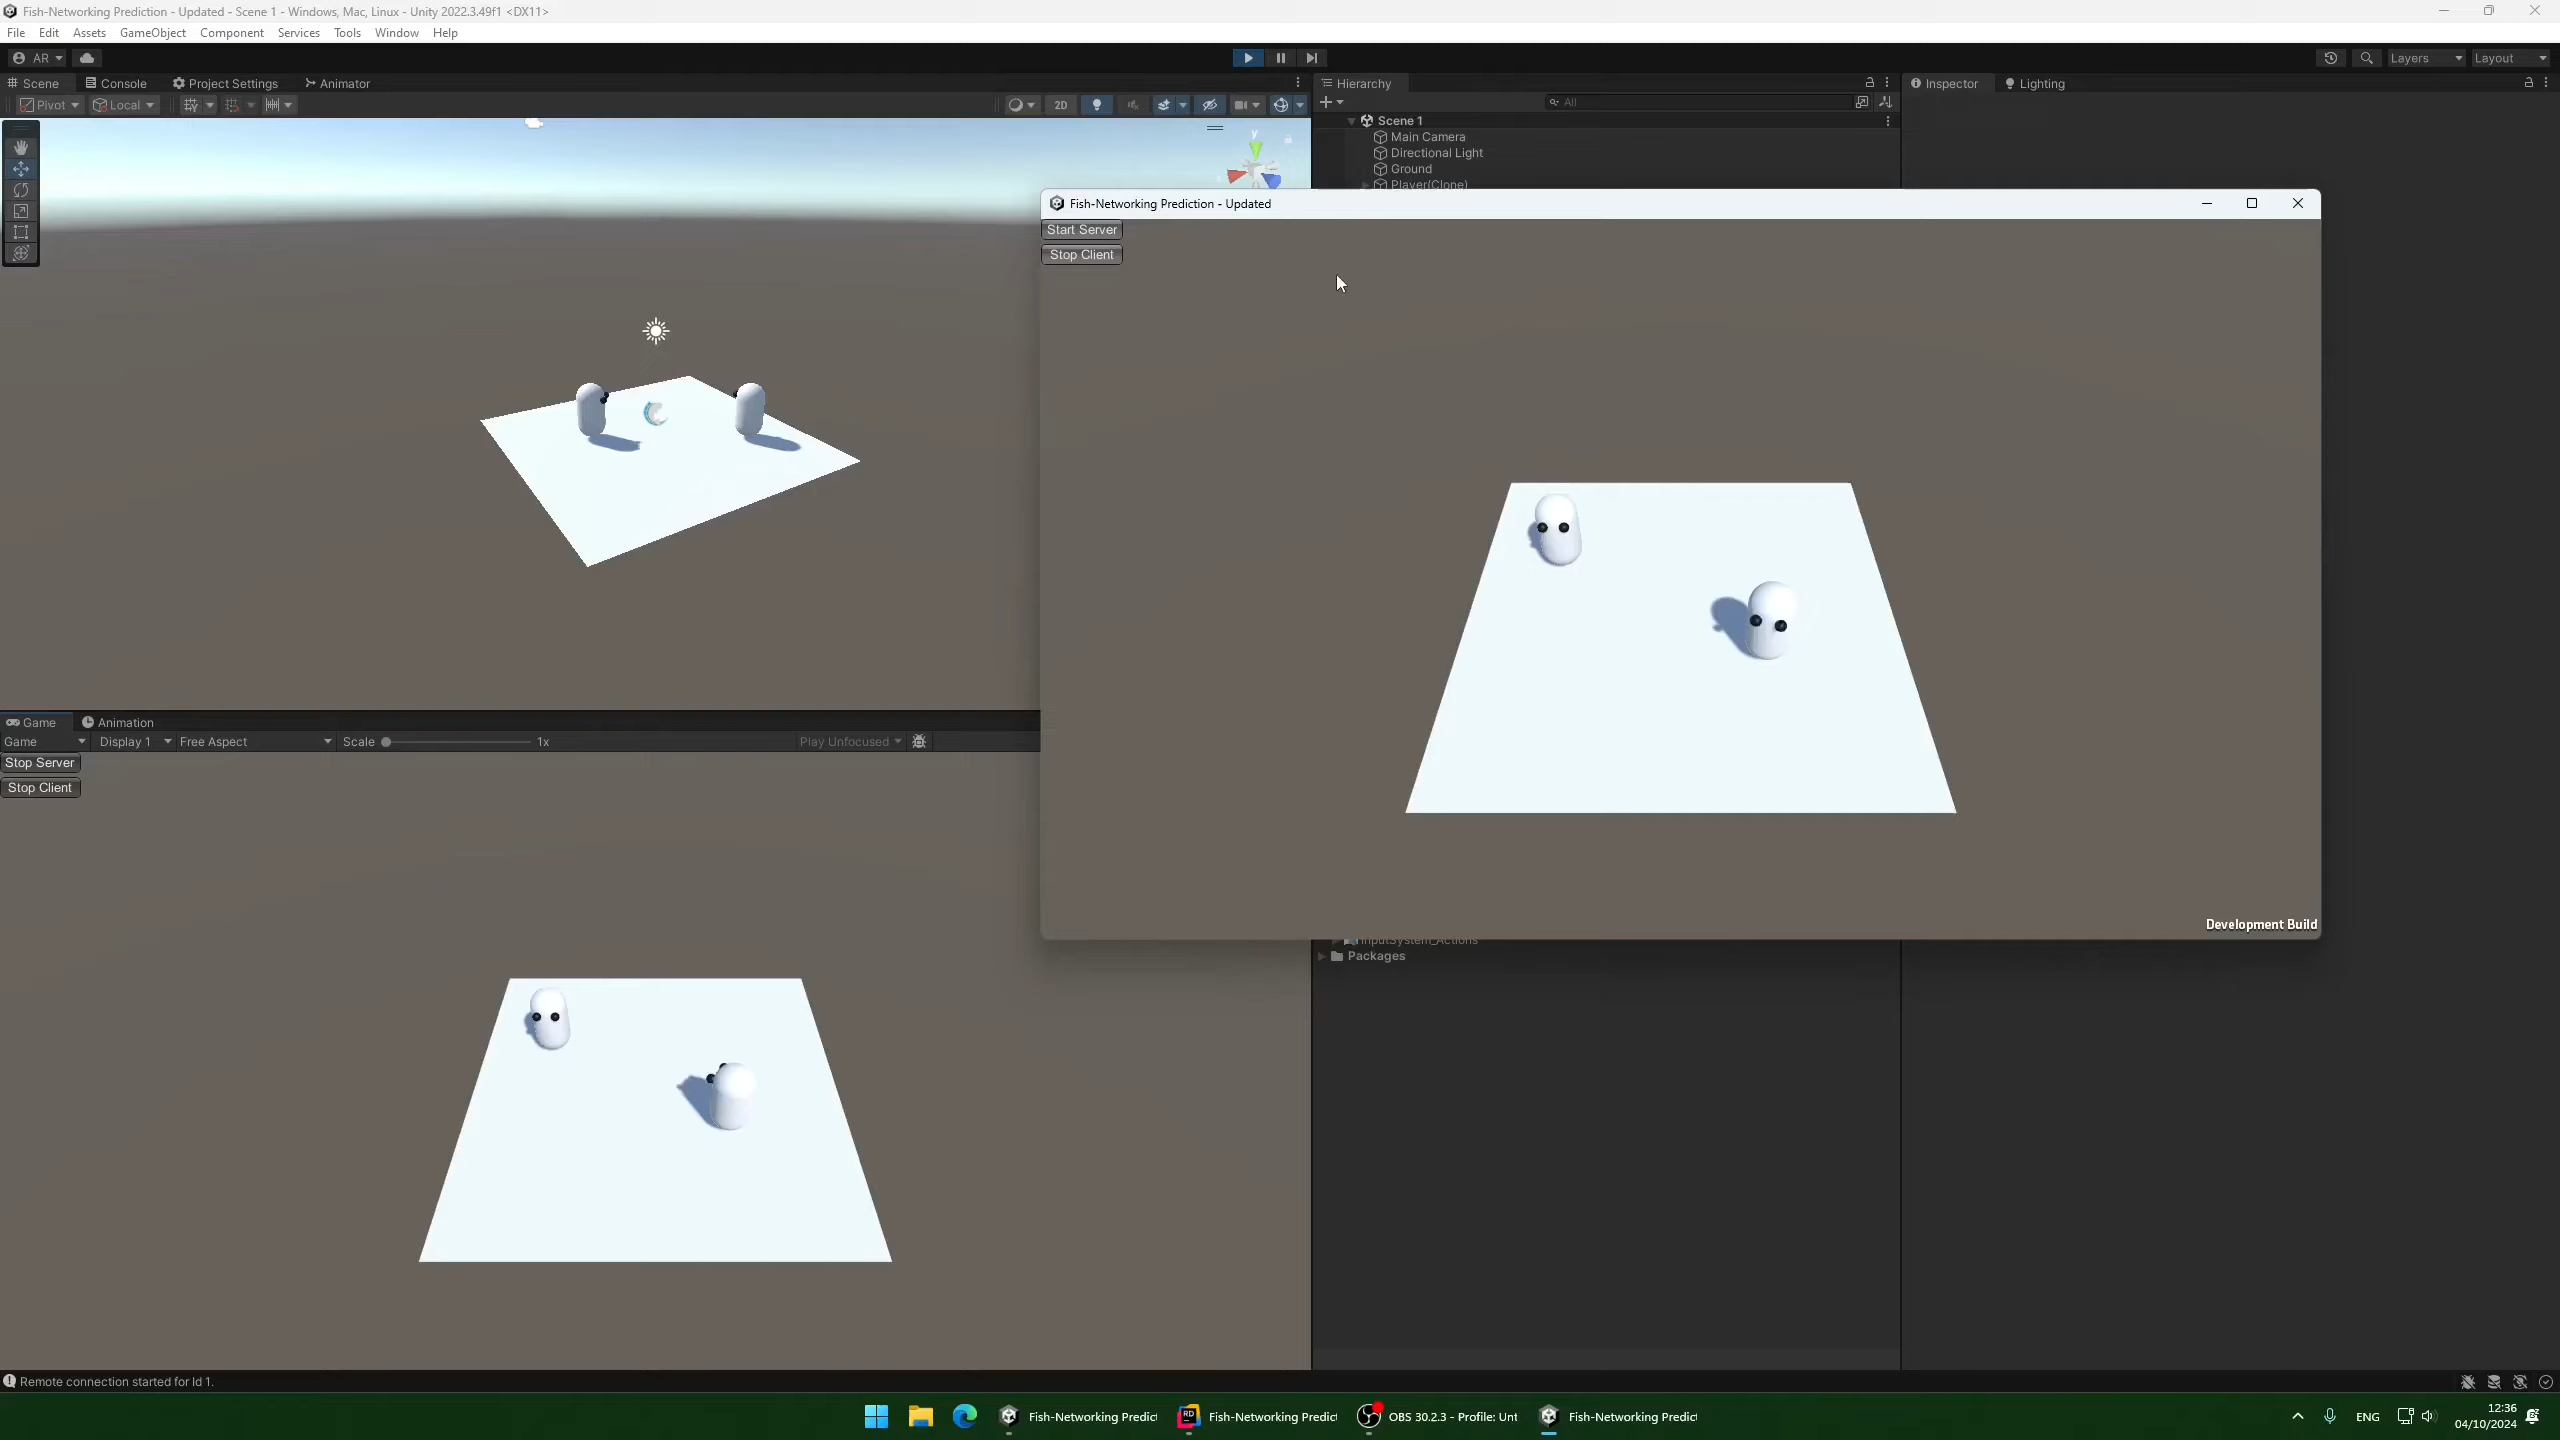 Fish-Networking Prediction - Updated - Scene 1 - Windows, Mac, Linux - Unity 2022.3.49f1 <DX11>
File Edit Assets GameObject Component Services Tools Window Help
AR Layers Layout
Scene Console Project Settings Animator Hierarchy Inspector Lighting
Pivot Local 2D All
Scene 1
Main Camera
Directional Light
Ground
Player(Clone)
y
Fish-Networking Prediction - Updated
Start Server
Stop Client
Development Build
InputSystem_Actions
Packages
Game Animation
Game Display 1 Free Aspect Scale 1x Play Unfocused
Stop Server
Stop Client
Remote connection started for Id 1.
Fish-Networking Predict Fish-Networking Predict OBS 30.2.3 - Profile: Unt Fish-Networking Predict
RD
ENG
12:36
04/10/2024